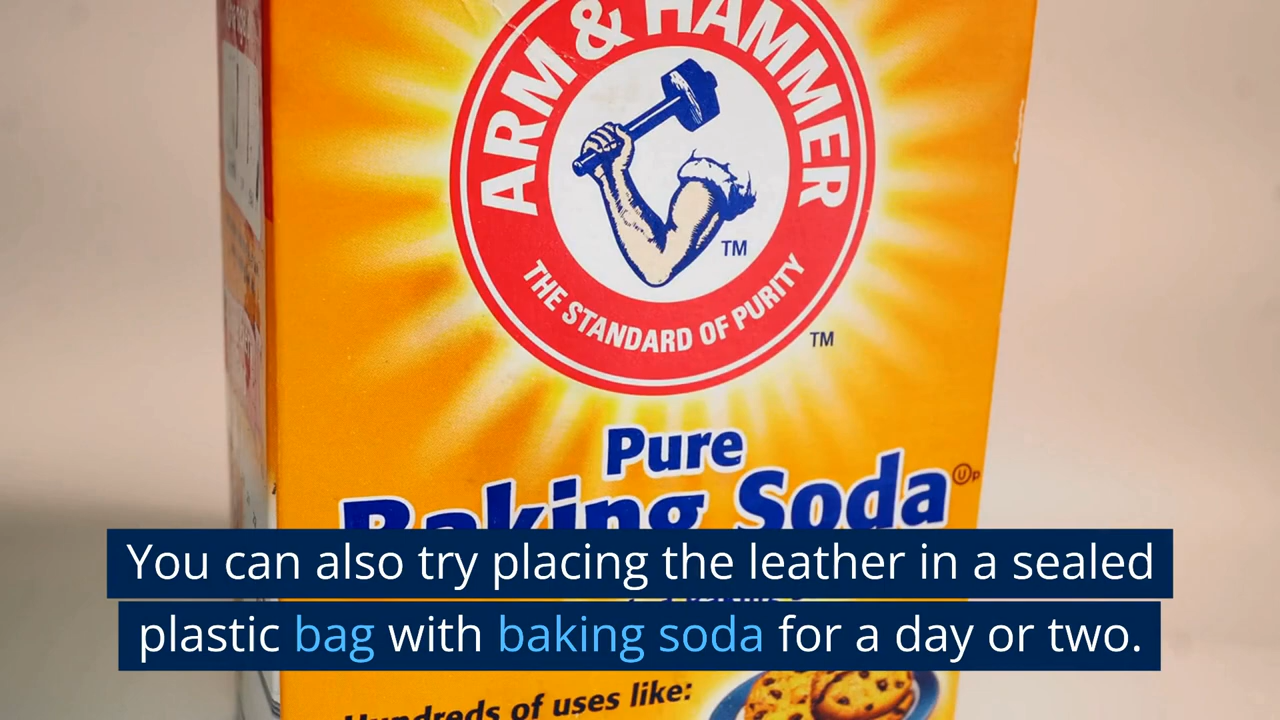 ARM & HAMMER
THE STANDARD OF PURITY
TM
TM
Pure
Baking Soda
You can also try placing the leather in a sealed
plastic bag with baking soda for a day or two.
Hundreds of uses like: